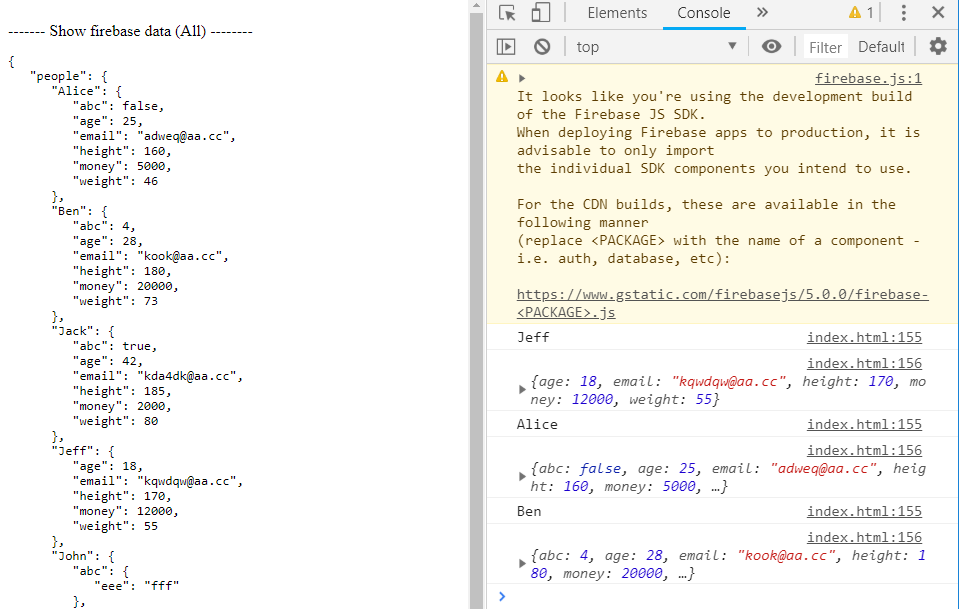 ------- Show firebase data (All) --------
{
"people": {
"Alice": {
"abc": false,
"age": 25,
"email": "adweq@aa.cc",
"height": 160,
"money": 5000,
"weight": 46
},
"Ben": {
"abc": 4,
"age": 28,
"email": "kook@aa.cc",
"height": 180,
"money": 20000,
"weight": 73
},
"Jack": {
"abc": true,
"age": 42,
"email": "kda4dk@aa.cc",
"height": 185,
"money": 2000,
"weight": 80
},
"Jeff": {
"age": 18,
"email": "kqwdqw@aa.cc",
"height": 170,
"money": 12000,
"weight": 55
},
"John": {
"abc": {
"eee": "fff"
},
Elements Console » 1
top Filter Default
firebase.js:1
It looks like you're using the development build
of the Firebase JS SDK.
When deploying Firebase apps to production, it is
advisable to only import
the individual SDK components you intend to use.
For the CDN builds, these are available in the
following manner
(replace <PACKAGE> with the name of a component -
i.e. auth, database, etc):
https://www.gstatic.com/firebasejs/5.0.0/firebase-
<PACKAGE>.js
Jeff index.html:155
index.html:156
{age: 18, email: "kqwdqw@aa.cc", height: 170, mo
ney: 12000, weight: 55}
Alice index.html:155
index.html:156
{abc: false, age: 25, email: "adweq@aa.cc", heig
ht: 160, money: 5000, …}
Ben index.html:155
index.html:156
{abc: 4, age: 28, email: "kook@aa.cc", height: 1
80, money: 20000, …}